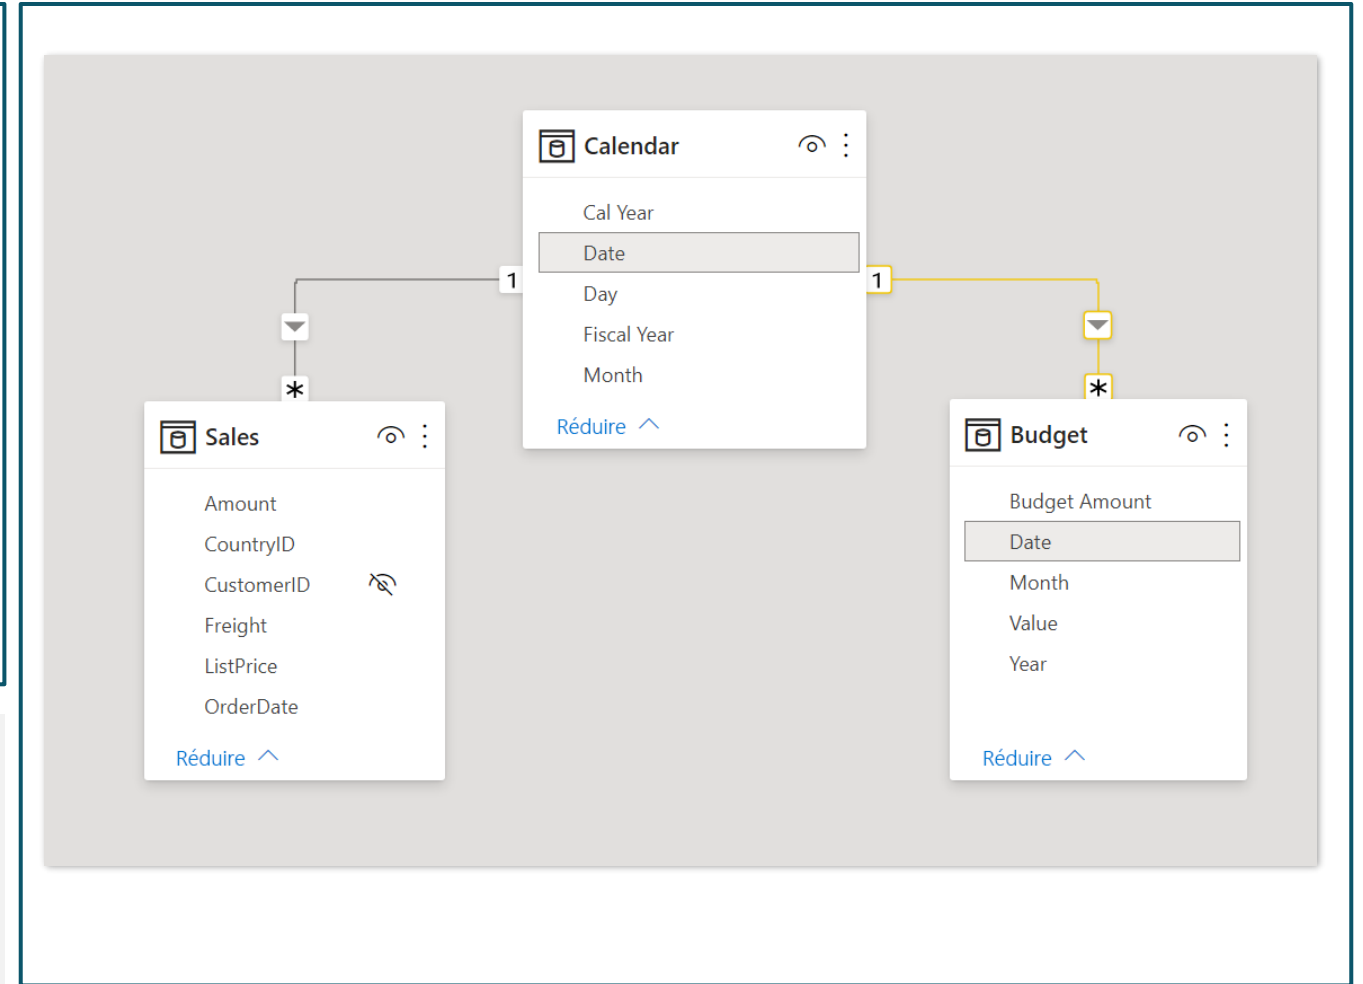 Calendar
Cal Year
Date
Day
Fiscal Year
Month
Réduire
1
1
*
*
Sales
Amount
CountryID
CustomerID
Freight
ListPrice
OrderDate
Réduire
Budget
Budget Amount
Date
Month
Value
Year
Réduire